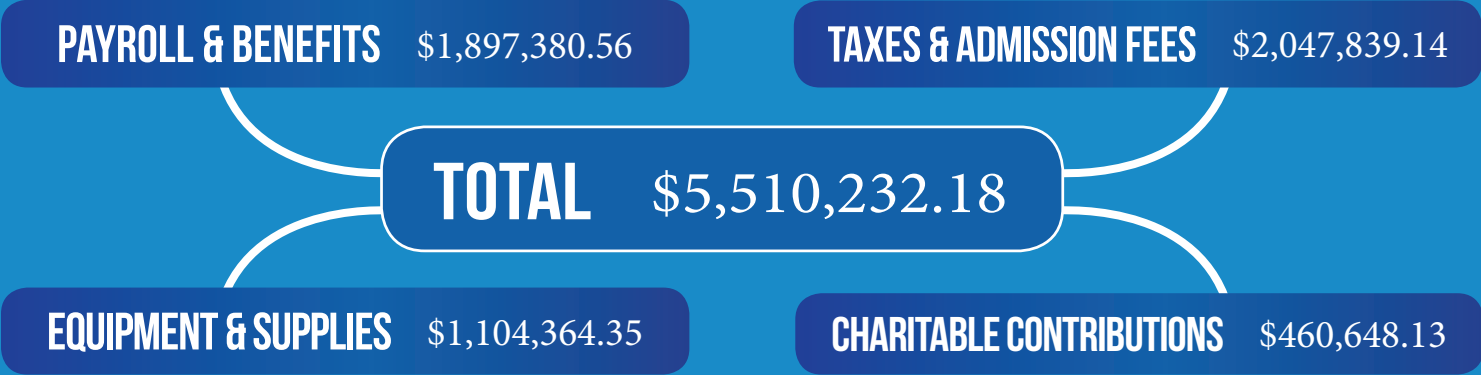 PAYROLL & BENEFITS $1,897,380.56
TAXES & ADMISSION FEES $2,047,839.14
TOTAL $5,510,232.18
EQUIPMENT & SUPPLIES $1,104,364.35
CHARITABLE CONTRIBUTIONS $460,648.13